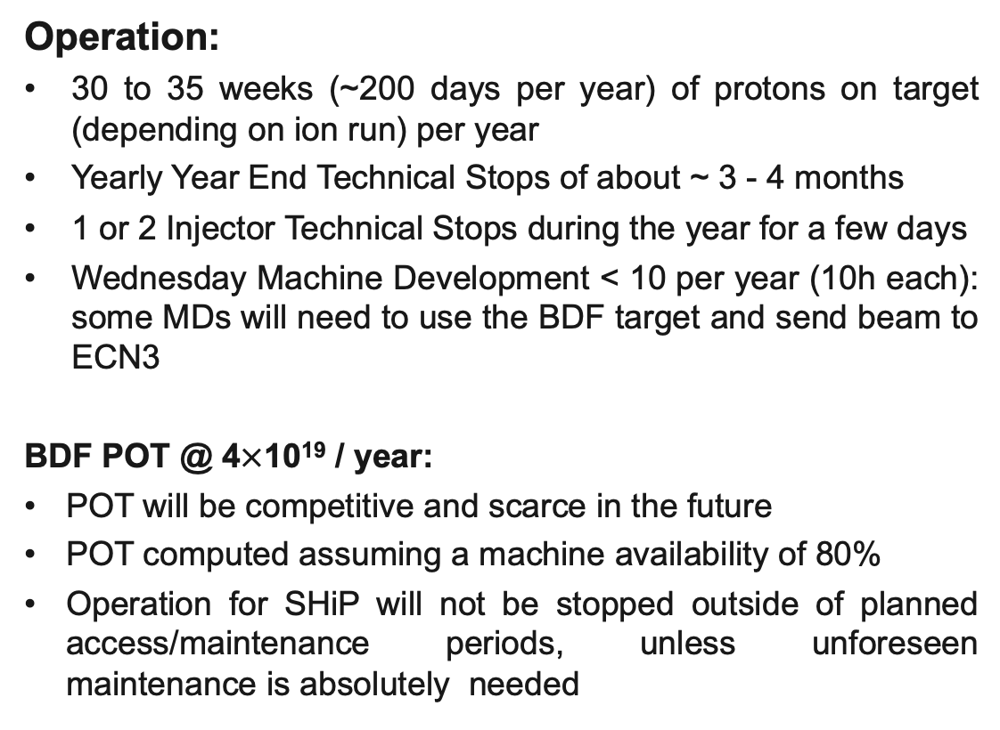 Operation:
• 30 to 35 weeks (~200 days per year) of protons on target
(depending on ion run) per year
• Yearly Year End Technical Stops of about ~ 3 - 4 months
• 1 or 2 Injector Technical Stops during the year for a few days
• Wednesday Machine Development < 10 per year (10h each):
some MDs will need to use the BDF target and send beam to
ECN3
BDF POT @ 4×10¹⁹ / year:
• POT will be competitive and scarce in the future
• POT computed assuming a machine availability of 80%
• Operation for SHiP will not be stopped outside of planned
access/maintenance periods, unless unforeseen
maintenance is absolutely needed